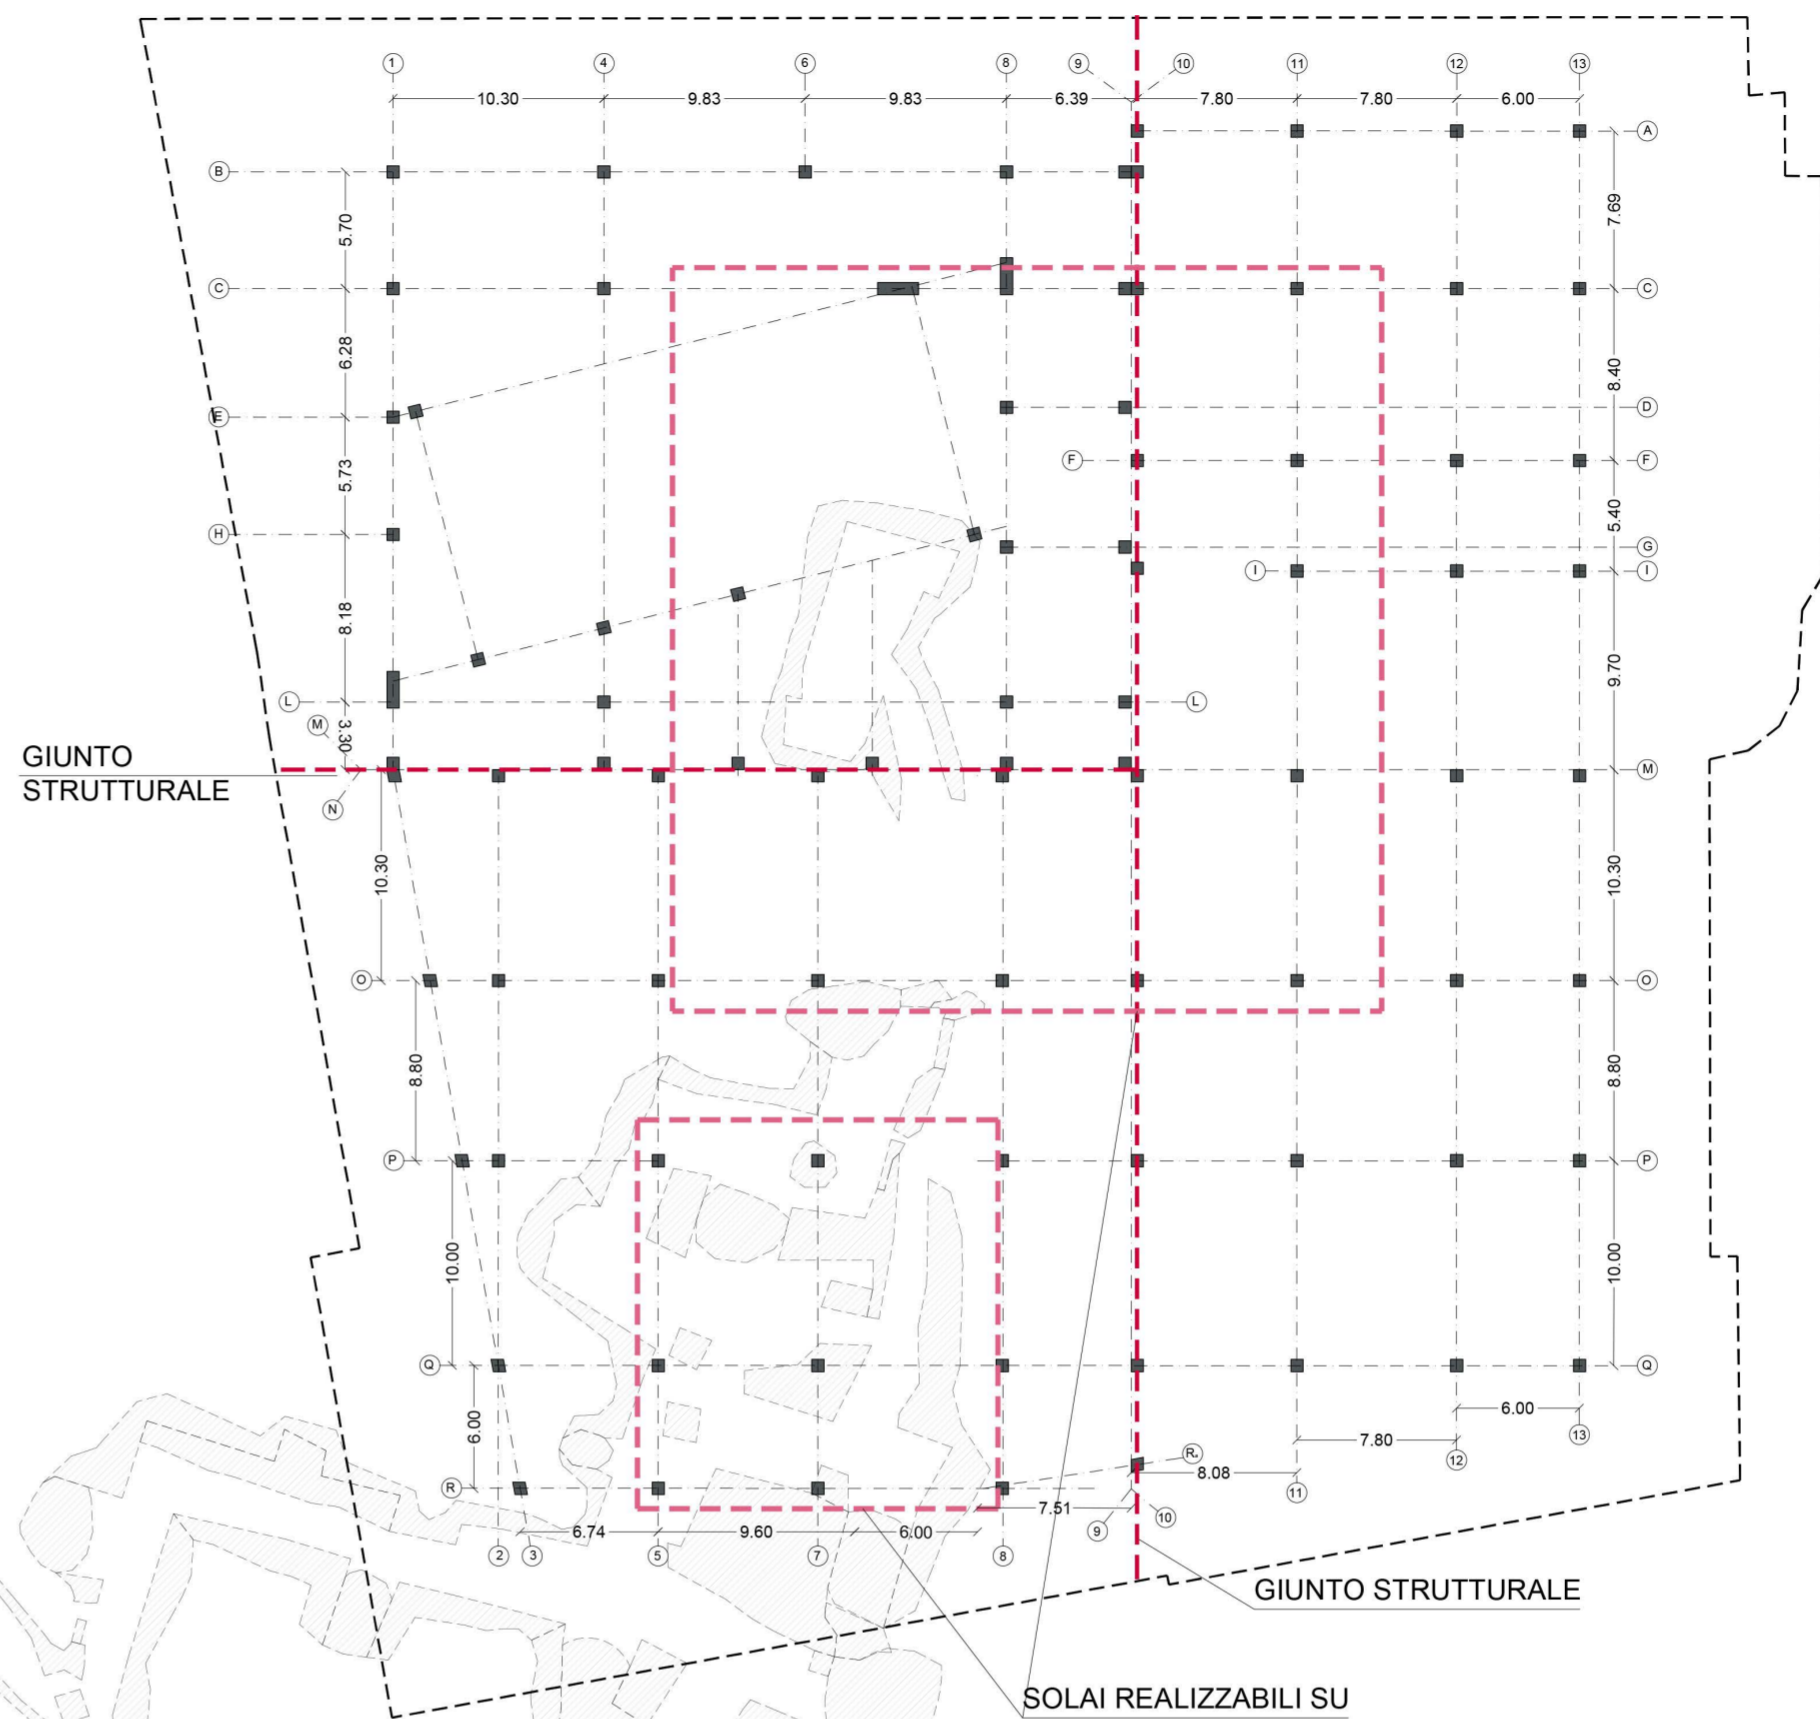 1 4 6 8 9 10 11 12 13
10.30 9.83 9.83 6.39 7.80 7.80 6.00
A
B
5.70
7.69
C C
6.28
8.40
E
D
5.73
F F
5.40
H
G
I I
8.18
9.70
L L
M
3.30
GIUNTO
STRUTTURALE
M
N
10.30
10.30
O O
8.80
8.80
P P
10.00
10.00
Q Q
6.00
6.00
13
7.80
12
R
8.08
R
11
7.51
9 10
6.74 9.60 6.00
2 3 5 7 8
GIUNTO STRUTTURALE
SOLAI REALIZZABILI SU